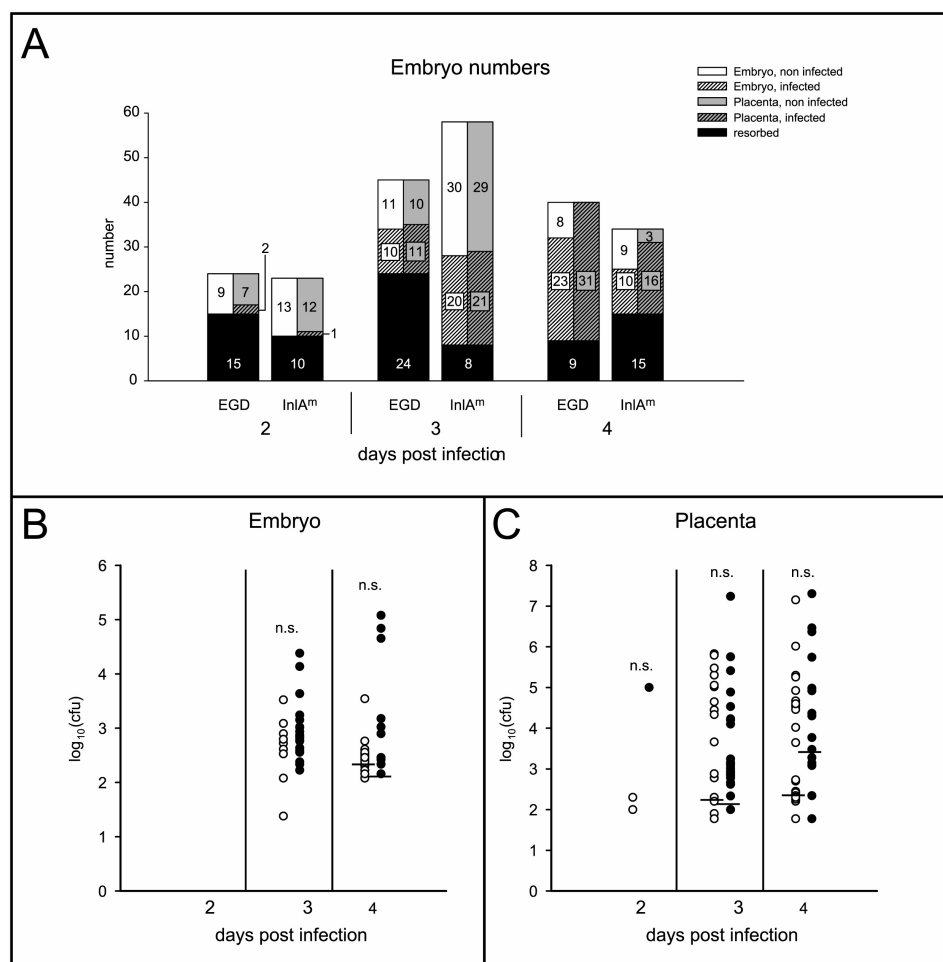 A
Embryo numbers
Embryo, non infected
Embryo, infected
Placenta, non infected
Placenta, infected
resorbed
number
60
50
40
30
20
10
0
9 7 2
15
13 12 1
10
11 10
10 11
24
30 29
20 21
8
8
23 31
9
9 3
10 16
15
EGD InlAm EGD InlAm EGD InlAm
2 3 4
days post infection
B
Embryo
log10(cfu)
6
5
4
3
2
1
0
n.s.
n.s.
2 3 4
days post infection
C
Placenta
log10(cfu)
8
7
6
5
4
3
2
1
0
n.s.
n.s.
n.s.
2 3 4
days post infection